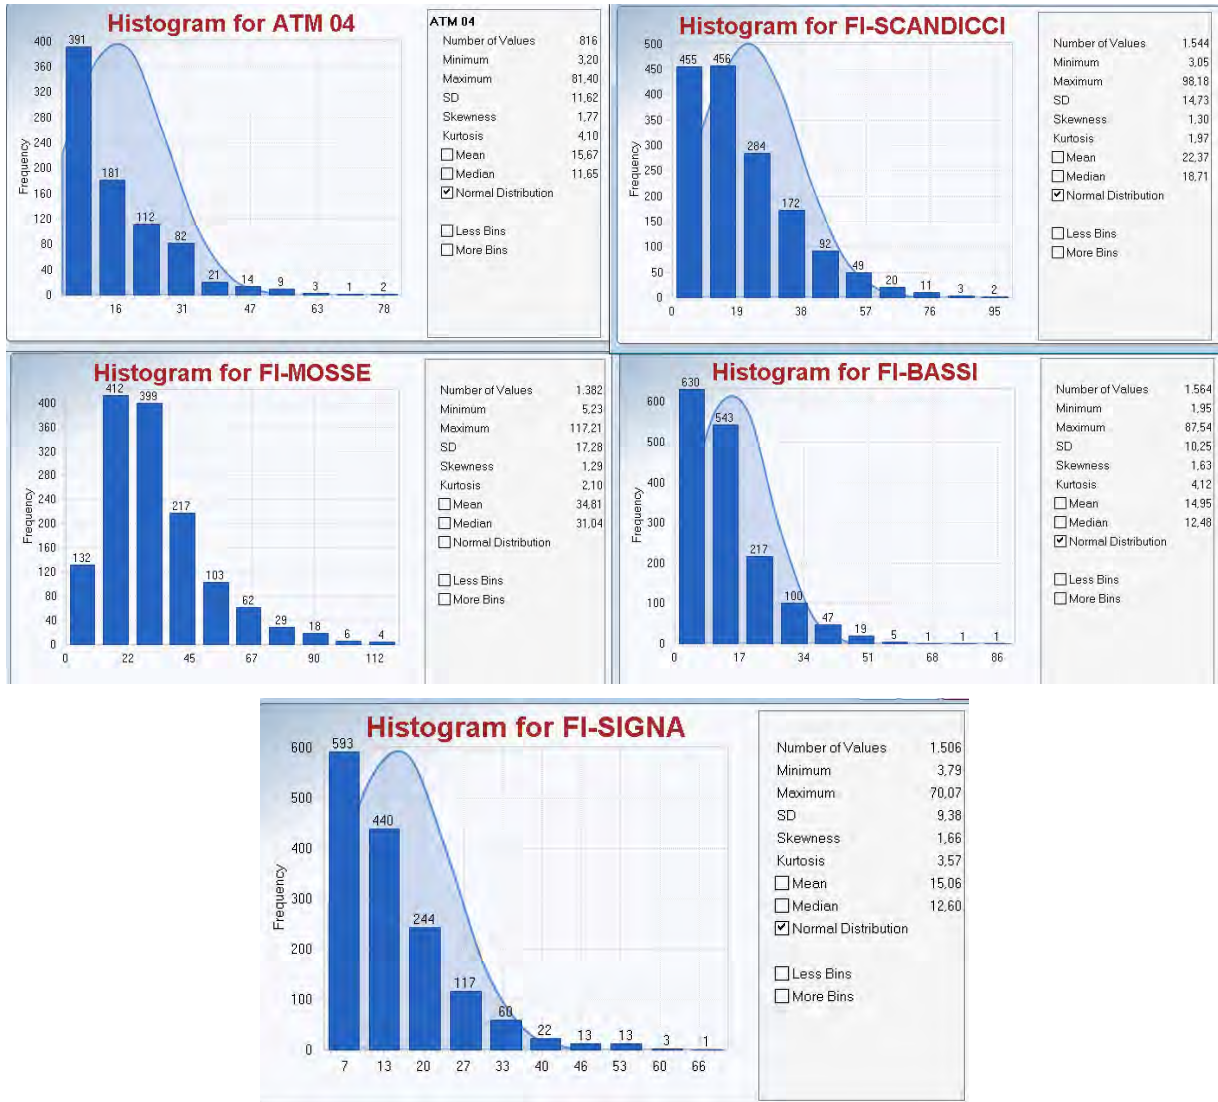 Histogram for ATM 04
Frequency
400
360
320
280
240
200
160
120
80
40
0
391
181
112
82
21
14
9
3
1
2
16
31
47
63
78
ATM 04
Number of Values 816
Minimum 3,20
Maximum 81,40
SD 11,62
Skewness 1,77
Kurtosis 4,10
Mean 15,67
Median 11,65
Normal Distribution
Less Bins
More Bins
Histogram for FI-SCANDICCI
Frequency
500
450
400
350
300
250
200
150
100
50
0
455
456
284
172
92
49
20
11
3
2
0
19
38
57
76
95
Number of Values 1.544
Minimum 3,05
Maximum 98,18
SD 14,73
Skewness 1,30
Kurtosis 1,97
Mean 22,37
Median 18,71
Normal Distribution
Less Bins
More Bins
Histogram for FI-MOSSE
Frequency
400
360
320
280
240
200
160
120
80
40
0
132
412
399
217
103
62
29
18
6
4
0
22
45
67
90
112
Number of Values 1.382
Minimum 5,23
Maximum 117,21
SD 17,28
Skewness 1,29
Kurtosis 2,10
Mean 34,81
Median 31,04
Normal Distribution
Less Bins
More Bins
Histogram for FI-BASSI
Frequency
600
500
400
300
200
100
0
630
543
217
100
47
19
5
1
1
1
0
17
34
51
68
86
Number of Values 1.564
Minimum 1,95
Maximum 87,54
SD 10,25
Skewness 1,63
Kurtosis 4,12
Mean 14,95
Median 12,48
Normal Distribution
Less Bins
More Bins
Histogram for FI-SIGNA
Frequency
600
500
400
300
200
100
0
593
440
244
117
60
22
13
13
3
1
7
13
20
27
33
40
46
53
60
66
Number of Values 1.506
Minimum 3,79
Maximum 70,07
SD 9,38
Skewness 1,66
Kurtosis 3,57
Mean 15,06
Median 12,60
Normal Distribution
Less Bins
More Bins